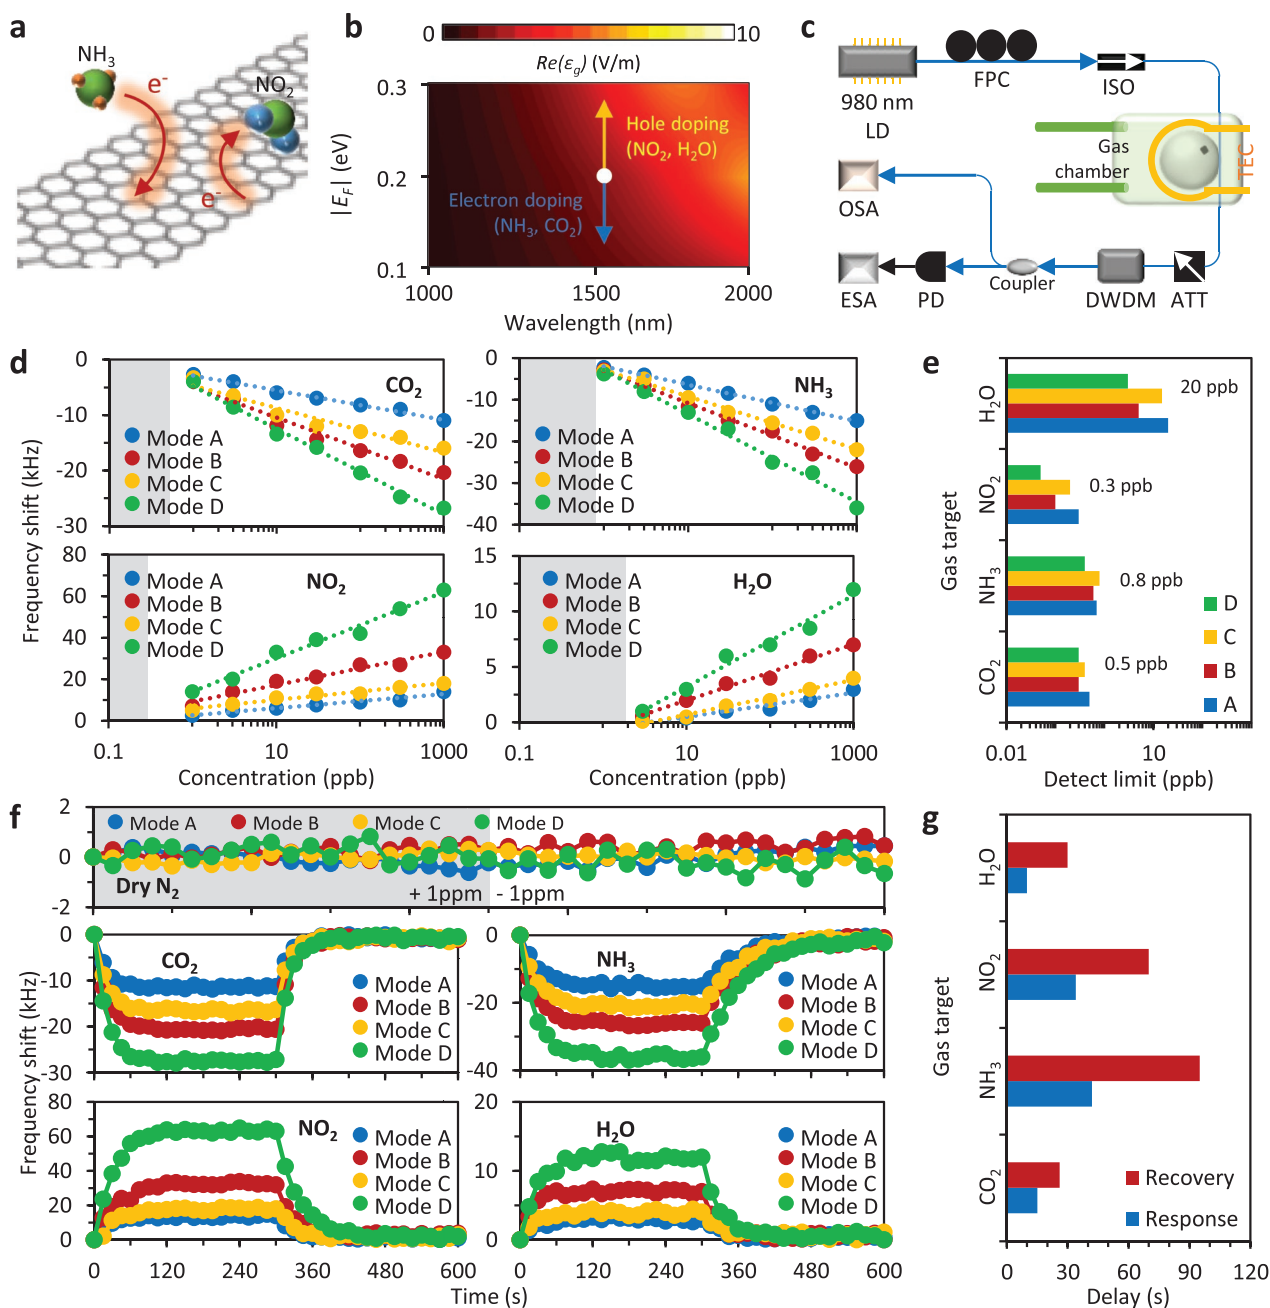 a
NH3
e-
NO2
e-
b
0
10
Re(εg) (V/m)
0.3
0.2
0.1
|EF| (eV)
Hole doping
(NO2, H2O)
Electron doping
(NH3, CO2)
1000
1500
2000
Wavelength (nm)
c
980 nm
LD
FPC
ISO
Gas
chamber
TEC
OSA
ESA
PD
Coupler
DWDM
ATT
d
Frequency shift (kHz)
0
-10
-20
-30
CO2
Mode A
Mode B
Mode C
Mode D
0
-10
-20
-30
-40
NH3
Mode A
Mode B
Mode C
Mode D
80
60
40
20
0
NO2
Mode A
Mode B
Mode C
Mode D
0.1
10
1000
Concentration (ppb)
15
10
5
0
H2O
Mode A
Mode B
Mode C
Mode D
0.1
10
1000
Concentration (ppb)
e
Gas target
H2O
NO2
NH3
CO2
20 ppb
0.3 ppb
0.8 ppb
0.5 ppb
D
C
B
A
0.01
10
Detect limit (ppb)
f
Frequency shift (kHz)
2
0
-2
Mode A
Mode B
Mode C
Mode D
Dry N2
+ 1ppm
- 1ppm
0
-10
-20
-30
CO2
Mode A
Mode B
Mode C
Mode D
0
-20
-40
NH3
Mode A
Mode B
Mode C
Mode D
80
60
40
20
0
NO2
Mode A
Mode B
Mode C
Mode D
0
120
240
360
480
600
20
10
0
H2O
Mode A
Mode B
Mode C
Mode D
0
120
240
360
480
600
Time (s)
g
Gas target
H2O
NO2
NH3
CO2
Recovery
Response
0
30
60
90
120
Delay (s)